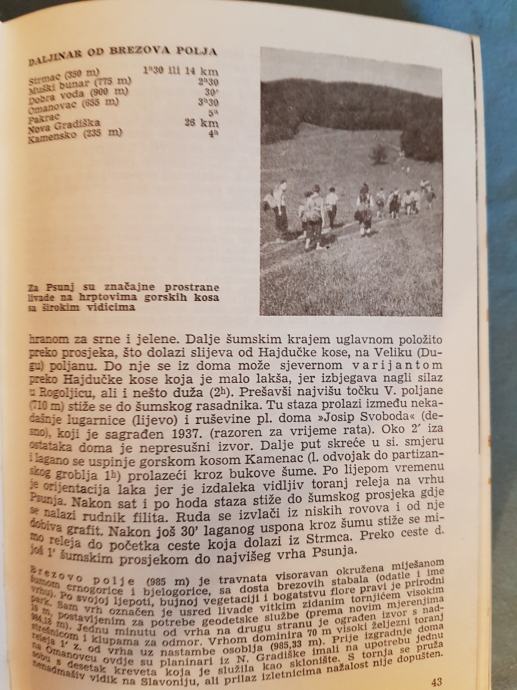 DALJINAR OD BREZOVA POLJA
Strmac (350 m) 1ʰ30 ili 14 km
Muški bunar (775 m) 2ʰ30
Dobra voda (900 m) 30'
Omanovac (655 m) 3ʰ30
Pakrac 5ʰ
Nova Gradiška 26 km
Kamensko (235 m) 4ʰ
Za Psunj su značajne prostrane
livade na hrptovima gorskih kosa
sa širokim vidicima
hranom za srne i jelene. Dalje šumskim krajem uglavnom položito
preko prosjeka, što dolazi slijeva od Hajdučke kose, na Veliku (Du-
gu) poljanu. Do nje se iz doma može sjevernom varijantom
preko Hajdučke kose koja je malo lakša, jer izbjegava nagli silaz
u Rogoljicu, ali i nešto duža (2ʰ). Prešavši najvišu točku V. poljane
(710 m) stiže se do šumskog rasadnika. Tu staza prolazi između neka-
dašnje lugarnice (lijevo) i ruševine pl. doma »Josip Svoboda« (de-
sno), koji je sagrađen 1937. (razoren za vrijeme rata). Oko 2' iza
ostataka doma je nepresušni izvor. Dalje put skreće u si. smjeru
i lagano se uspinje gorskom kosom Kamenac (l. odvojak do partizan-
skog groblja 1ʰ) prolazeći kroz bukove šume. Po lijepom vremenu
je orijentacija laka jer je izdaleka vidljiv toranj releja na vrhu
Psunja. Nakon sat i po hoda staza stiže do šumskog prosjeka gdje
se nalazi rudnik filita. Ruda se izvlači iz niskih rovova i od nje
dobiva grafit. Nakon još 30' laganog uspona kroz šumu stiže se mi-
mo releja do početka ceste koja dolazi iz Strmca. Preko ceste d.
još 1' šumskim prosjekom do najvišeg vrha Psunja.
Brezovo polje (985 m) je travnata visoravan okružena miješanom
šumom crnogorice i bjelogorice, sa dosta brezovih stabala (odatle i ime
vrhu). Po svojoj ljepoti, bujnoj vegetaciji i bogatstvu flore pravi je prirodni
park. Sam vrh označen je usred livade vitkim zidanim tornjićem visokim
15 m, postavljenim za potrebe geodetske službe (prema novim mjerenjima
984,18 m). Jednu minutu od vrha na drugu stranu je ograđen izvor s nad-
strešnicom i klupama za odmor. Vrhom dominira 70 m visoki željezni toranj
releja 1' z. od vrha uz nastambe osoblja (985,33 m). Prije izgradnje doma
na Omanovcu ovdje su planinari iz N. Gradiške imali na upotrebu jednu
sobu s desetak kreveta koja je služila kao sklonište. S tornja se pruža
nenadmašiv vidik na Slavoniju, ali prilaz izletnicima nažalost nije dopušten.
43